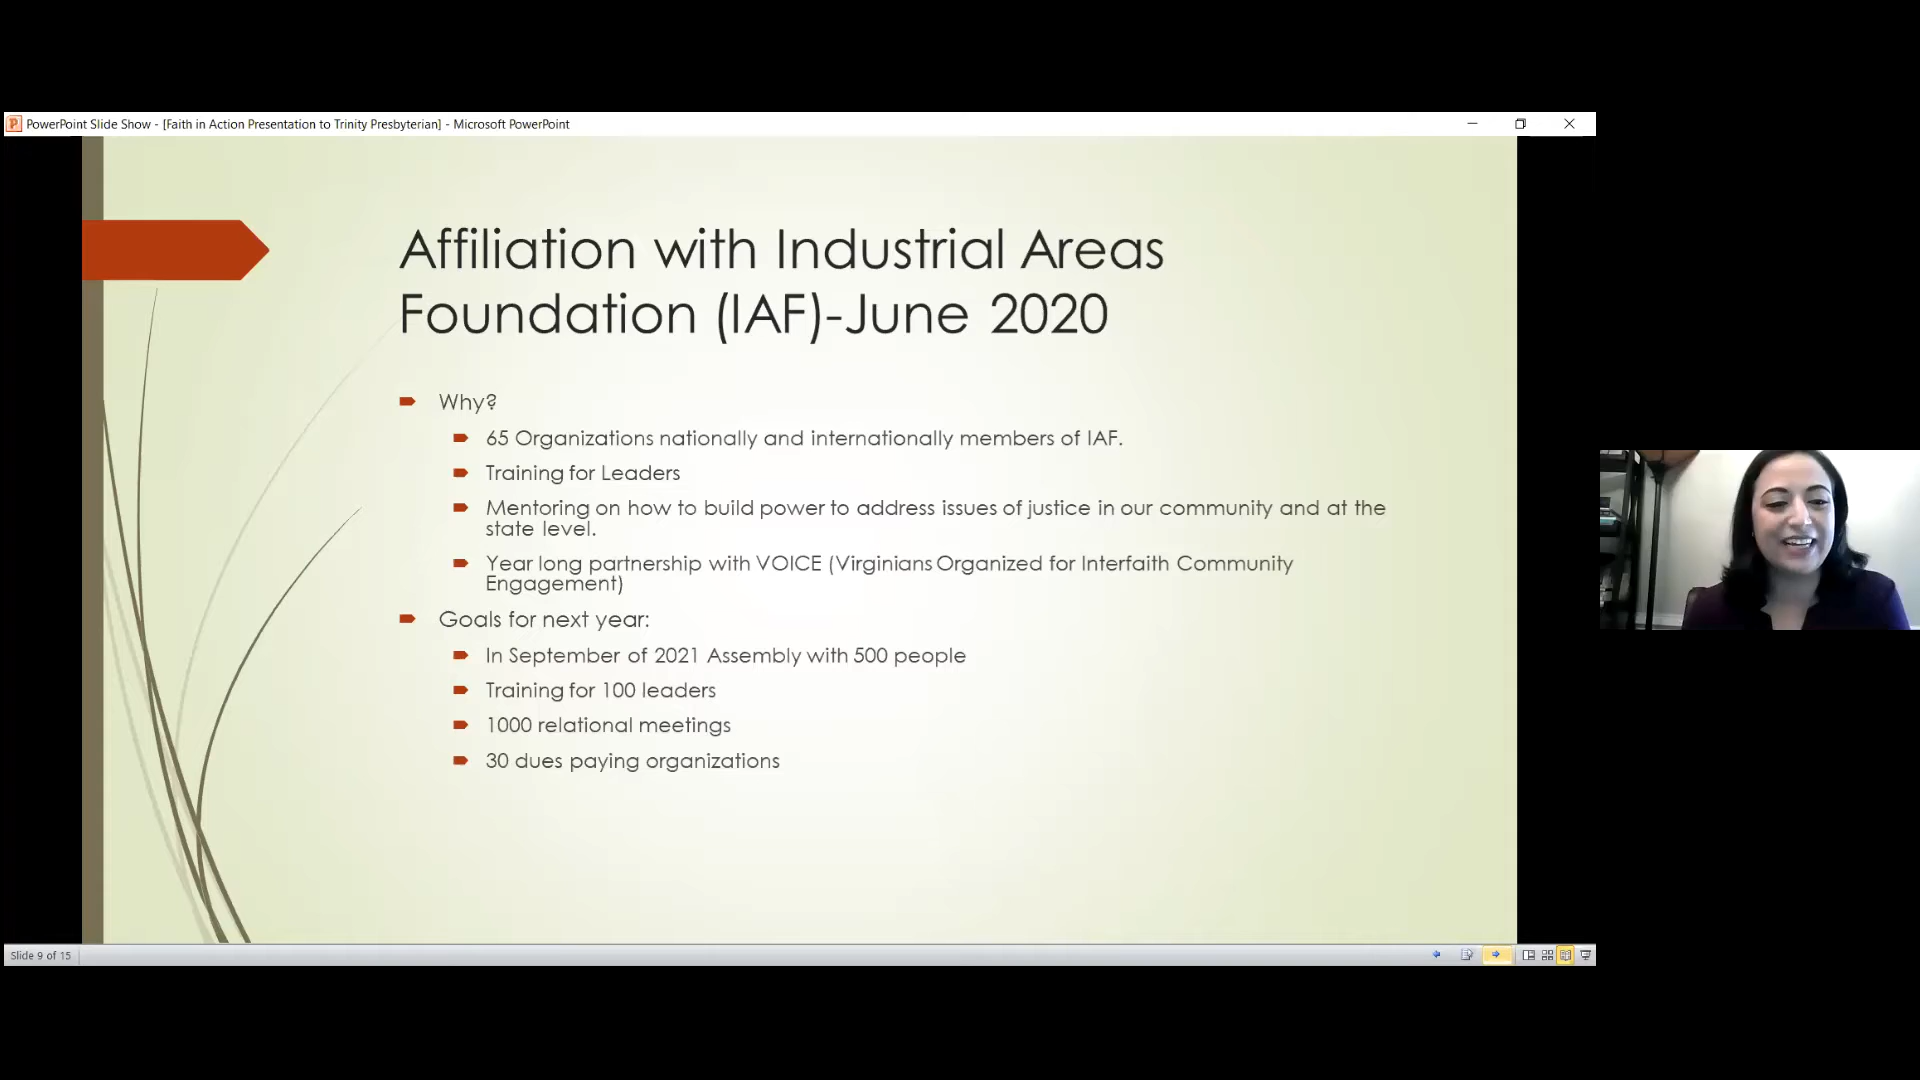 PowerPoint Slide Show - [Faith in Action Presentation to Trinity Presbyterian] - Microsoft PowerPoint
Affiliation with Industrial Areas
Foundation (IAF)-June 2020
Why?
65 Organizations nationally and internationally members of IAF.
Training for Leaders
Mentoring on how to build power to address issues of justice in our community and at the
state level.
Year long partnership with VOICE (Virginians Organized for Interfaith Community
Engagement)
Goals for next year:
In September of 2021 Assembly with 500 people
Training for 100 leaders
1000 relational meetings
30 dues paying organizations
Slide 9 of 15